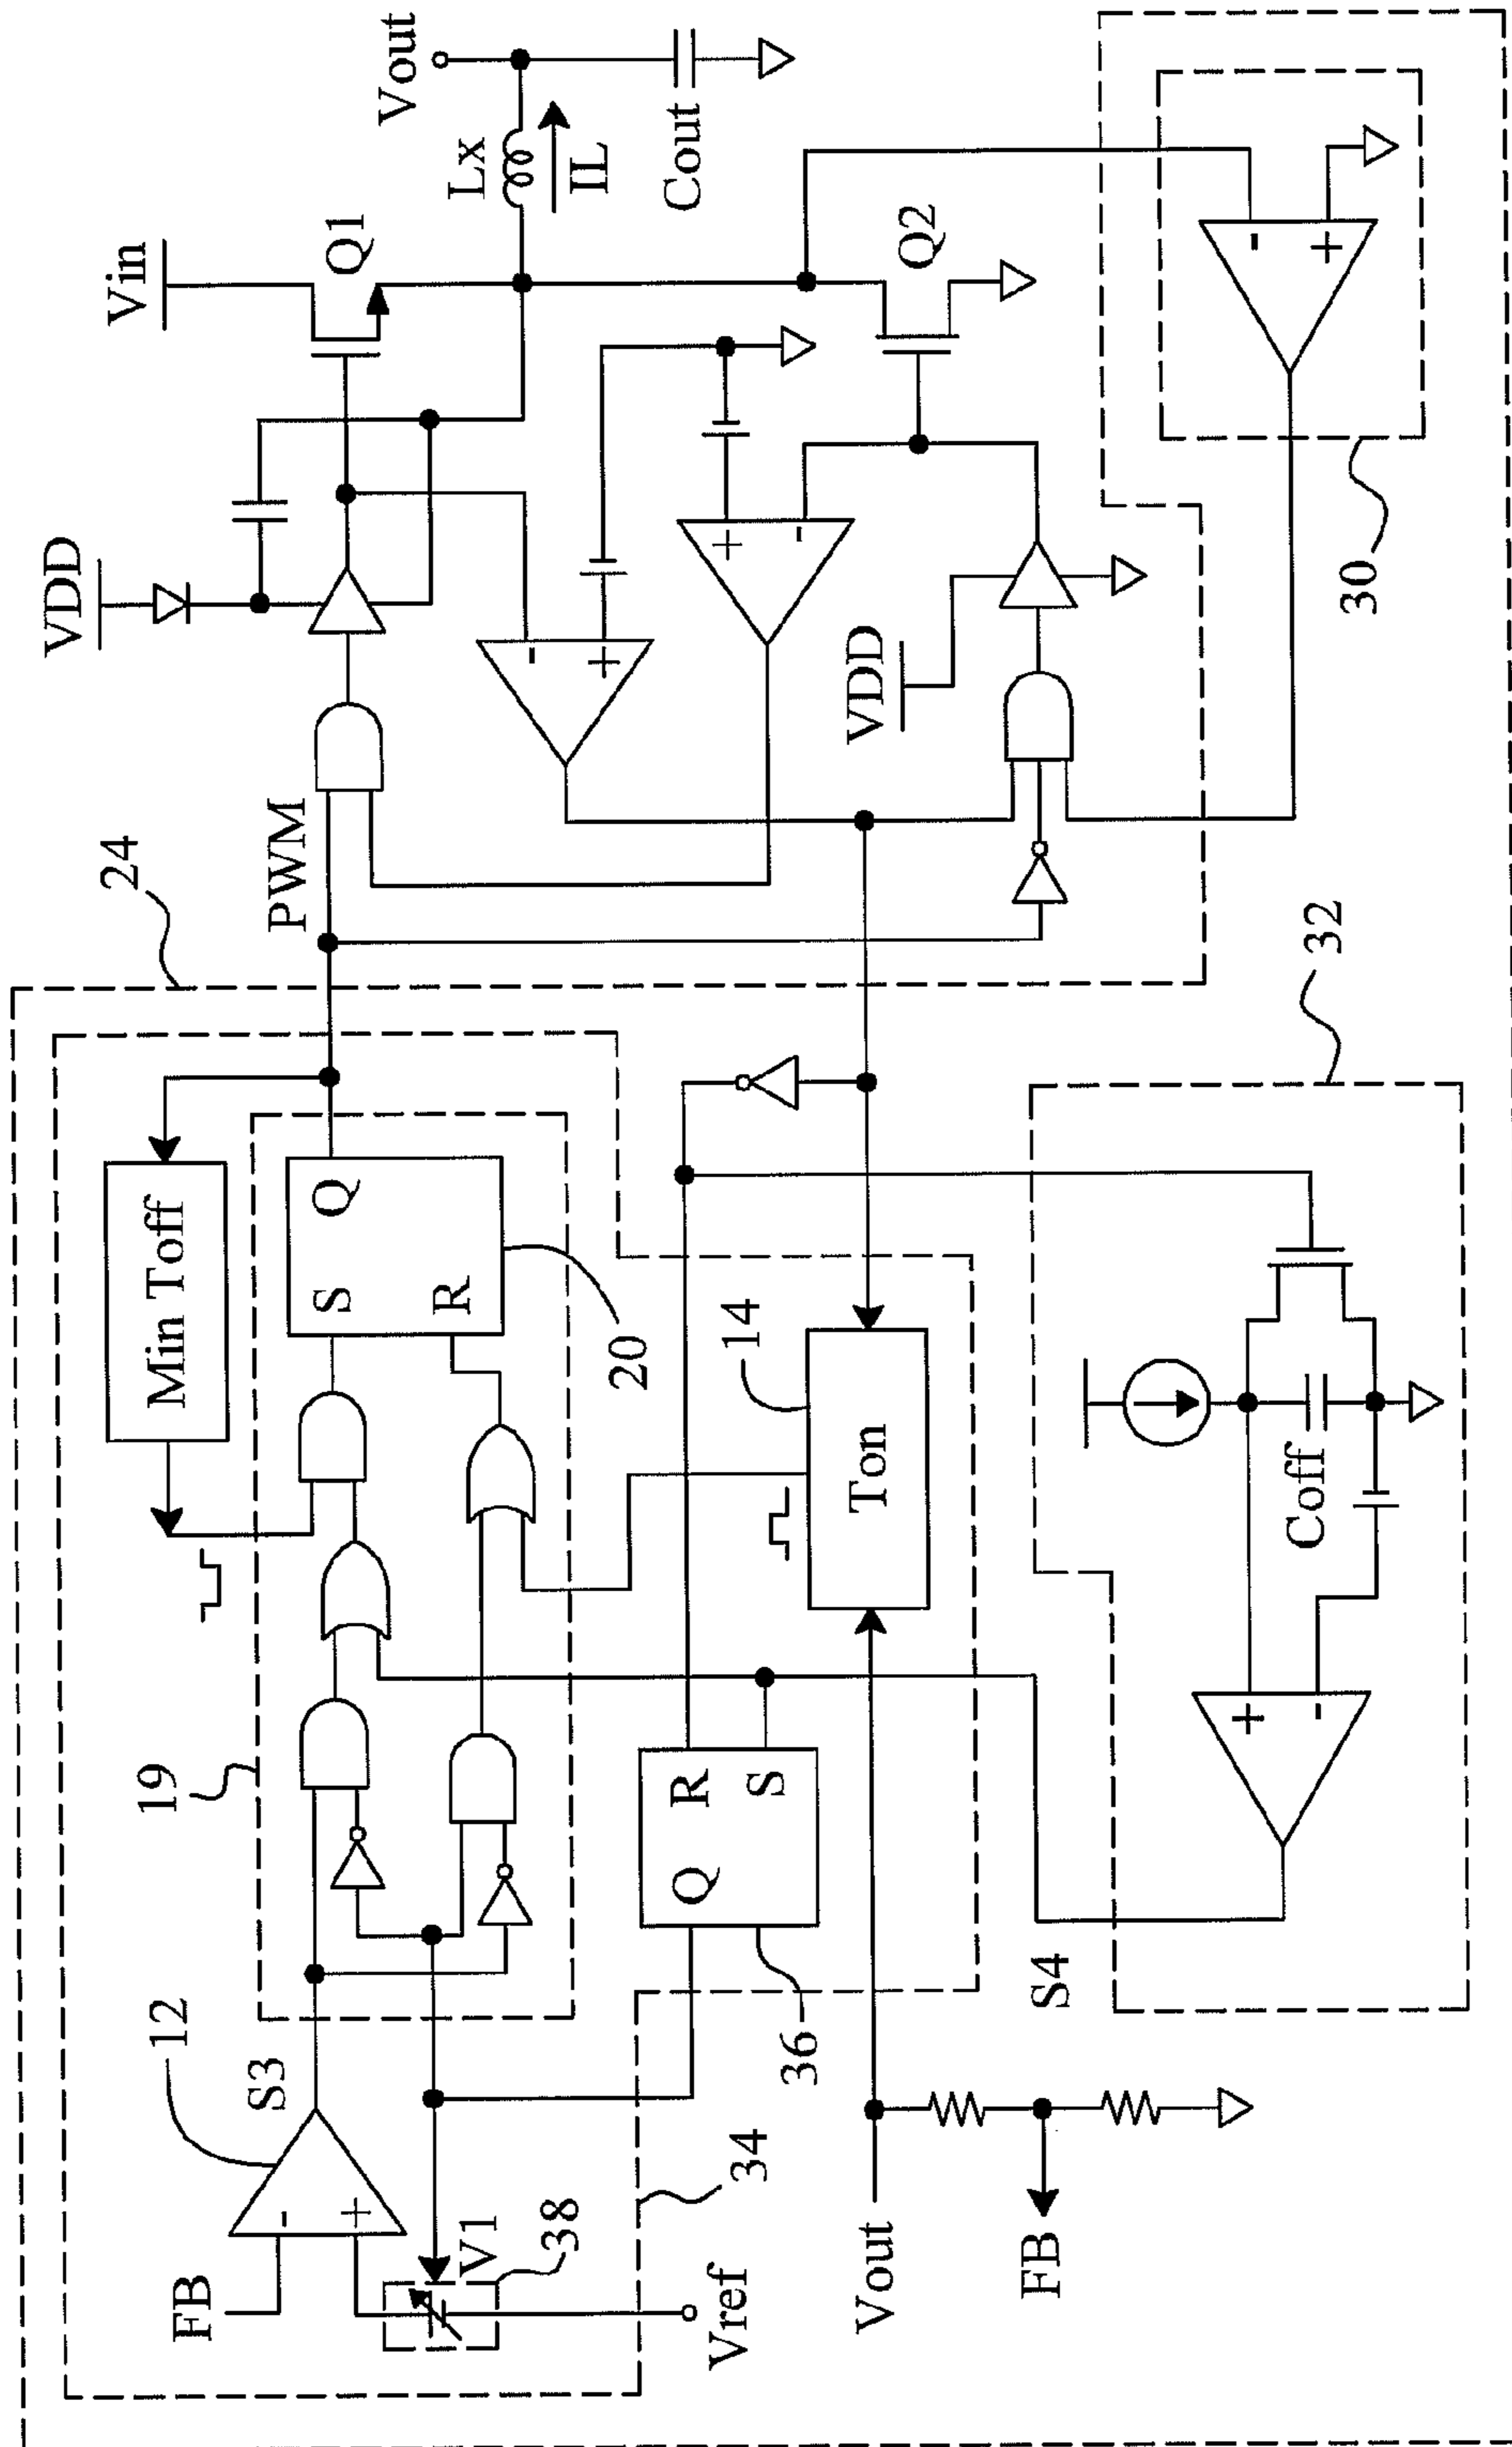 24
VDD
Vin
Vout
Q1
Lx
IL
Cout
PWM
-
+
+
-
Q2
VDD
-
+
30
Min Toff
19
S
Q
R
20
12
S3
FB
-
+
V1
38
Vref
34
Q
R
S
36
14
Ton
Vout
FB
S4
32
Coff
+
-